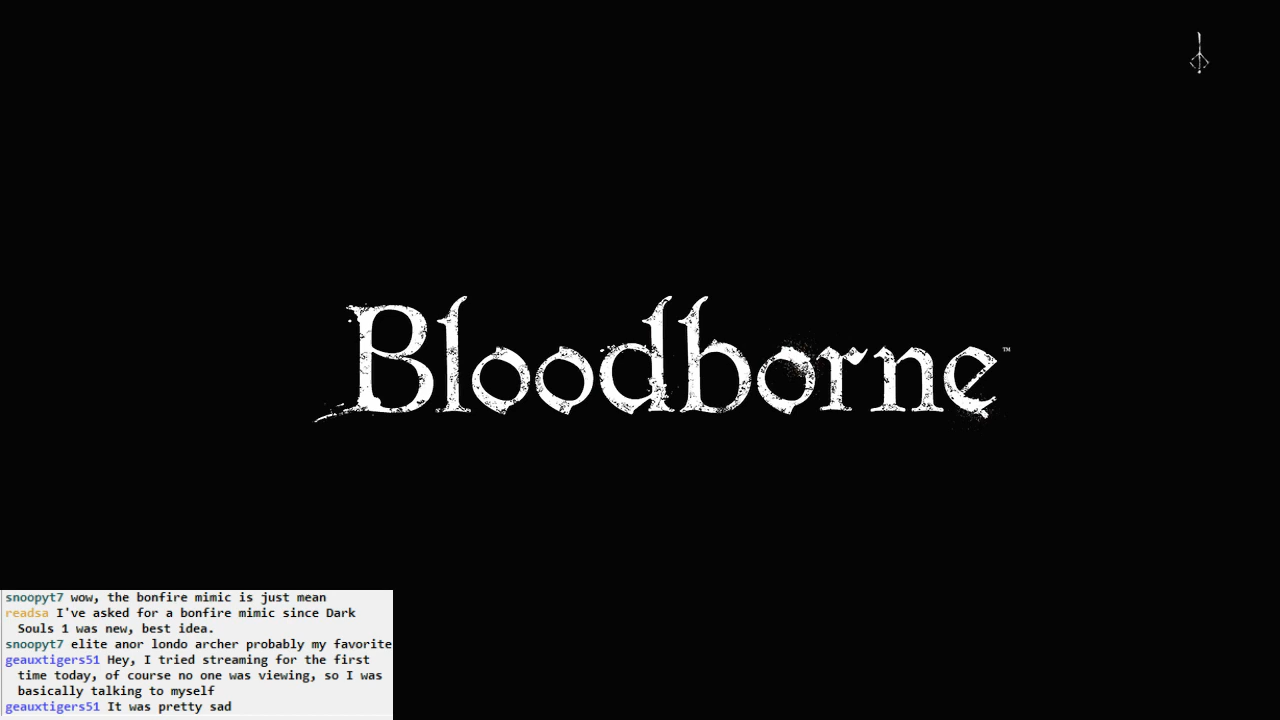 Bloodborne™
snoopyt7 wow, the bonfire mimic is just mean
readsa I've asked for a bonfire mimic since Dark
Souls 1 was new, best idea.
snoopyt7 elite anor londo archer probably my favorite
geauxtigers51 Hey, I tried streaming for the first
time today, of course no one was viewing, so I was
basically talking to myself
geauxtigers51 It was pretty sad